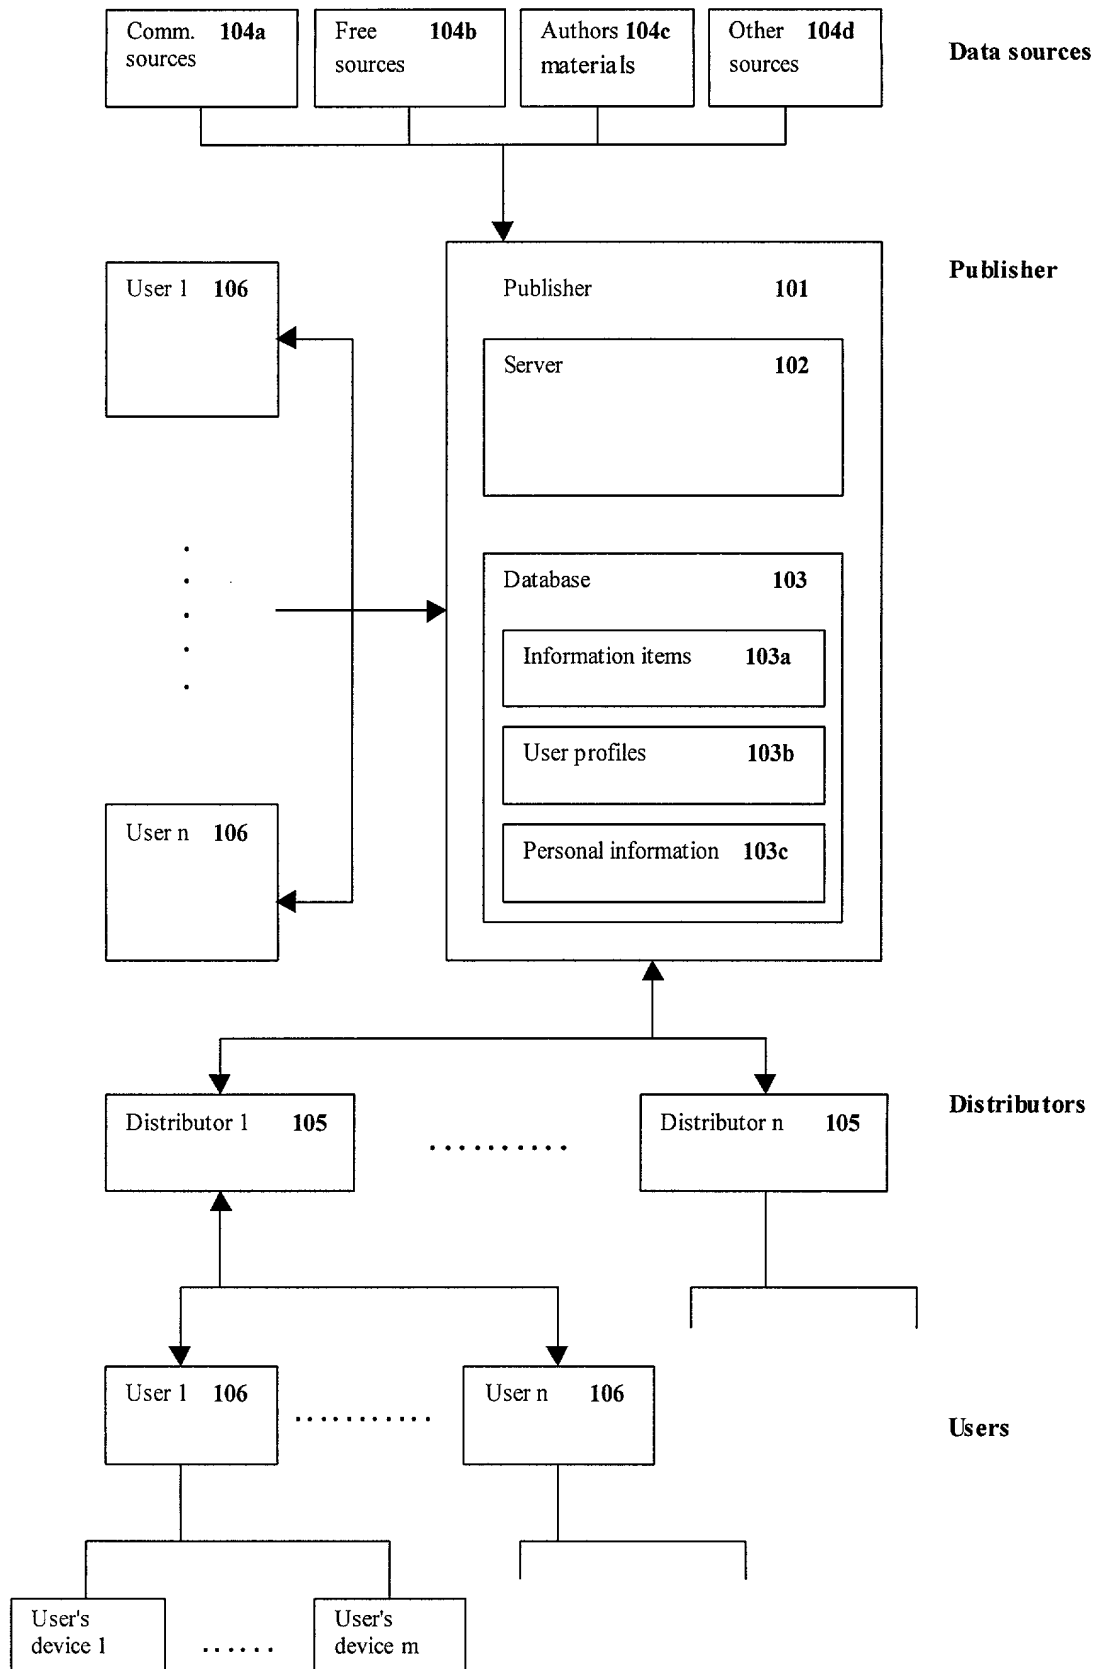 Comm. 104a
sources
Free 104b
sources
Authors 104c
materials
Other 104d
sources
Data sources
Publisher
User 1 106
Publisher 101
Server 102
Database 103
Information items 103a
User profiles 103b
Personal information 103c
User n 106
Distributors
Distributor 1 105
Distributor n 105
User 1 106
User n 106
Users
User's
device 1
User's
device m